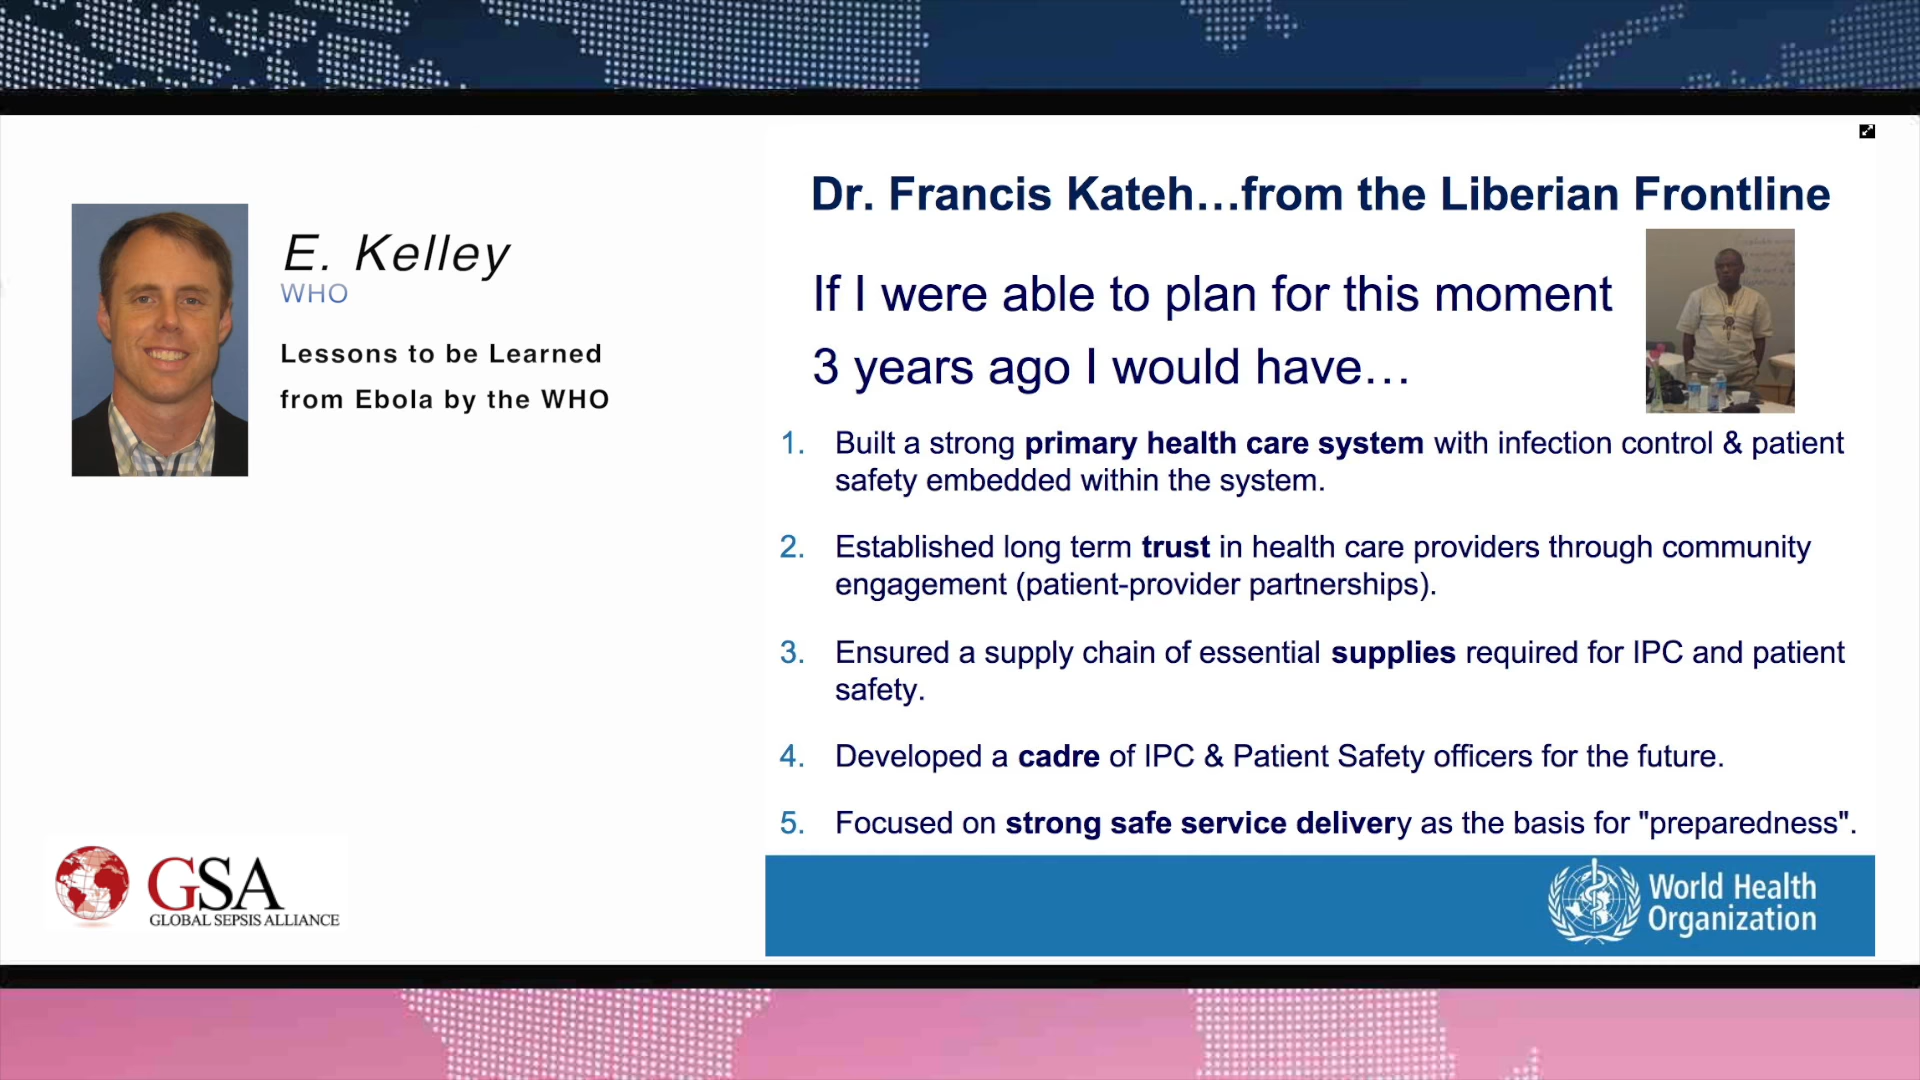 E. Kelley
WHO
Lessons to be Learned
from Ebola by the WHO
GSA
GLOBAL SEPSIS ALLIANCE
Dr. Francis Kateh...from the Liberian Frontline
If I were able to plan for this moment
3 years ago I would have...
1. Built a strong primary health care system with infection control & patient
safety embedded within the system.
2. Established long term trust in health care providers through community
engagement (patient-provider partnerships).
3. Ensured a supply chain of essential supplies required for IPC and patient
safety.
4. Developed a cadre of IPC & Patient Safety officers for the future.
5. Focused on strong safe service delivery as the basis for "preparedness".
World Health
Organization